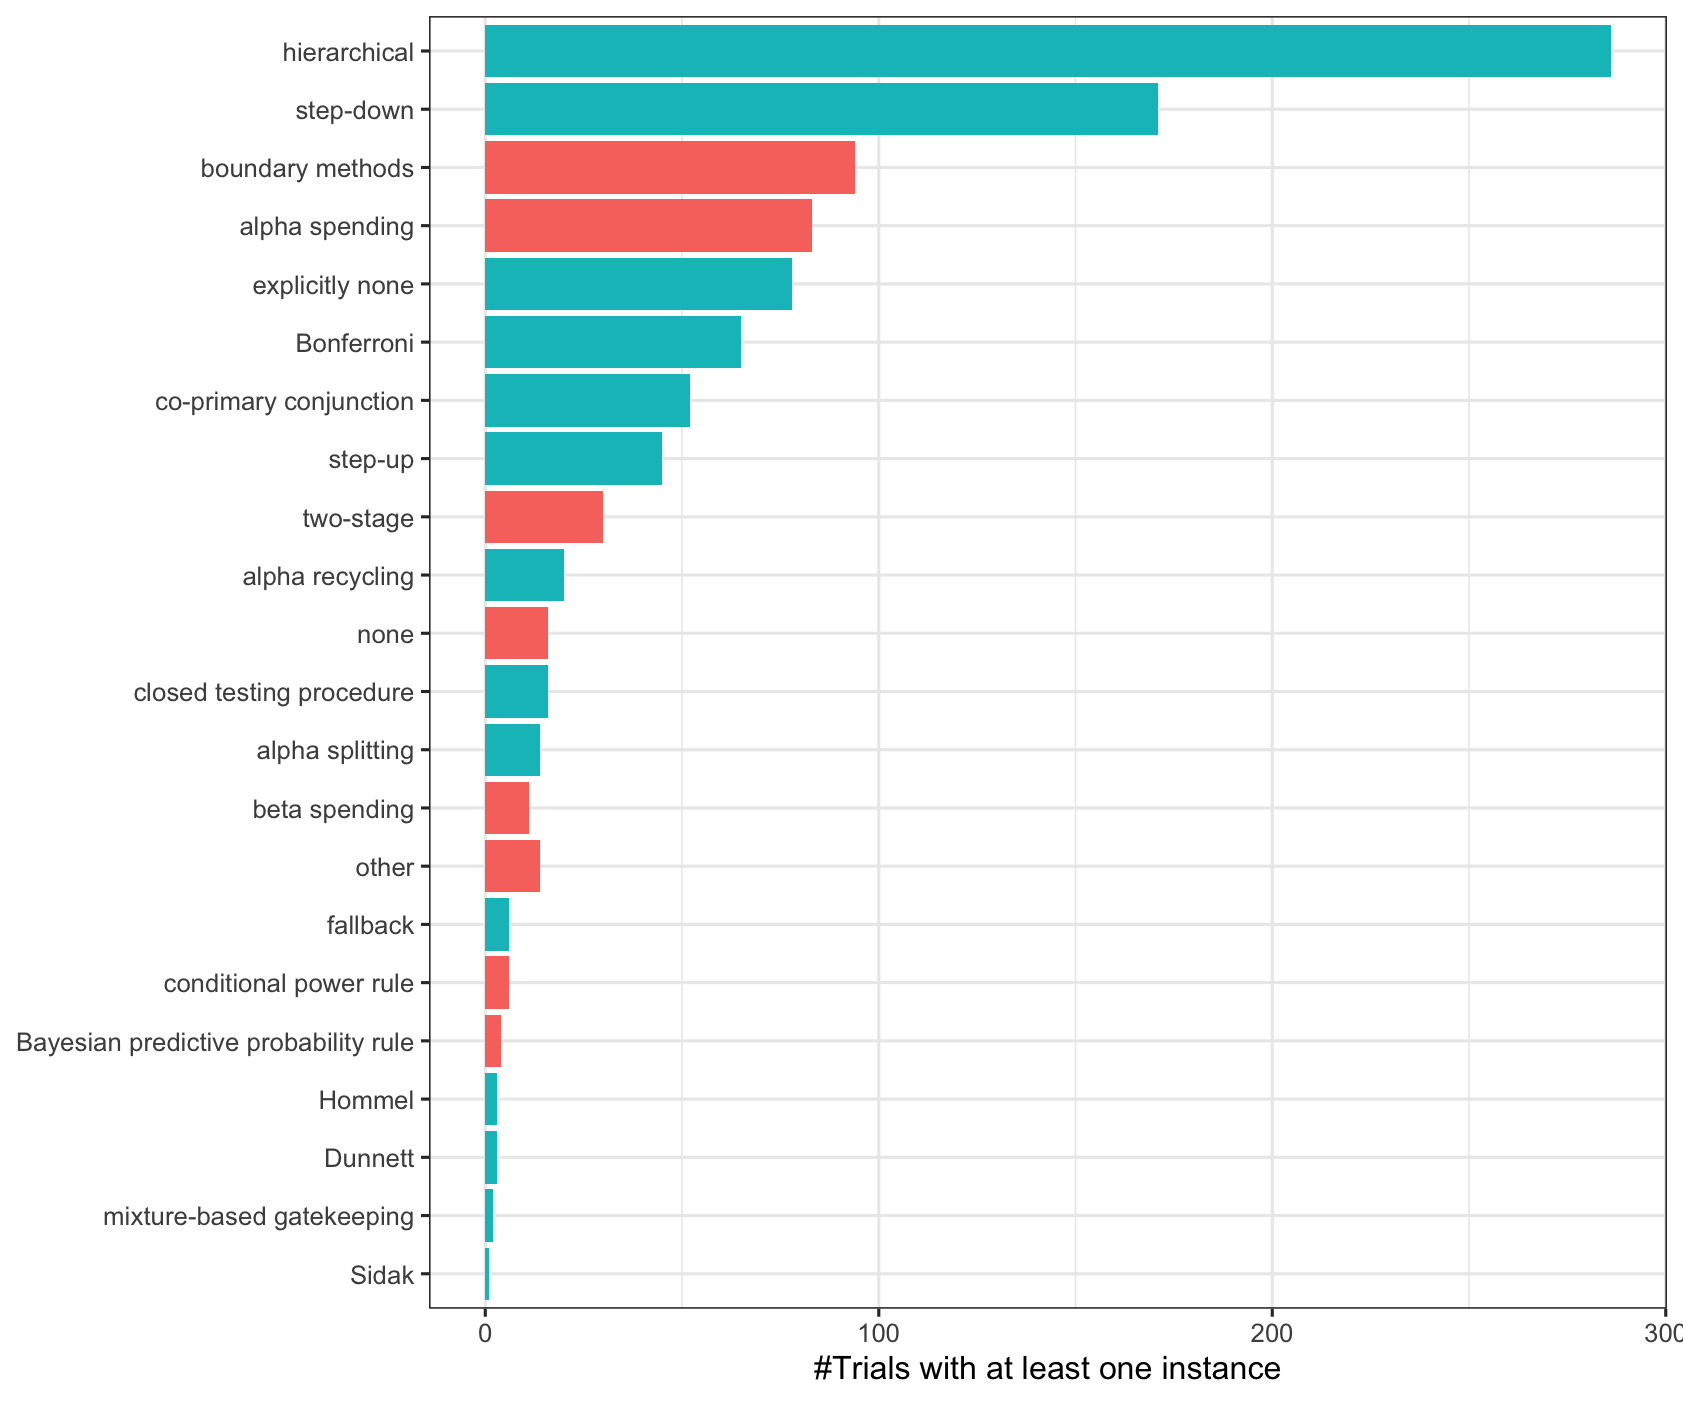 hierarchical
step-down
boundary methods
alpha spending
explicitly none
Bonferroni
co-primary conjunction
step-up
two-stage
alpha recycling
none
closed testing procedure
alpha splitting
beta spending
other
fallback
conditional power rule
Bayesian predictive probability rule
Hommel
Dunnett
mixture-based gatekeeping
Sidak
0 100 200 300
#Trials with at least one instance